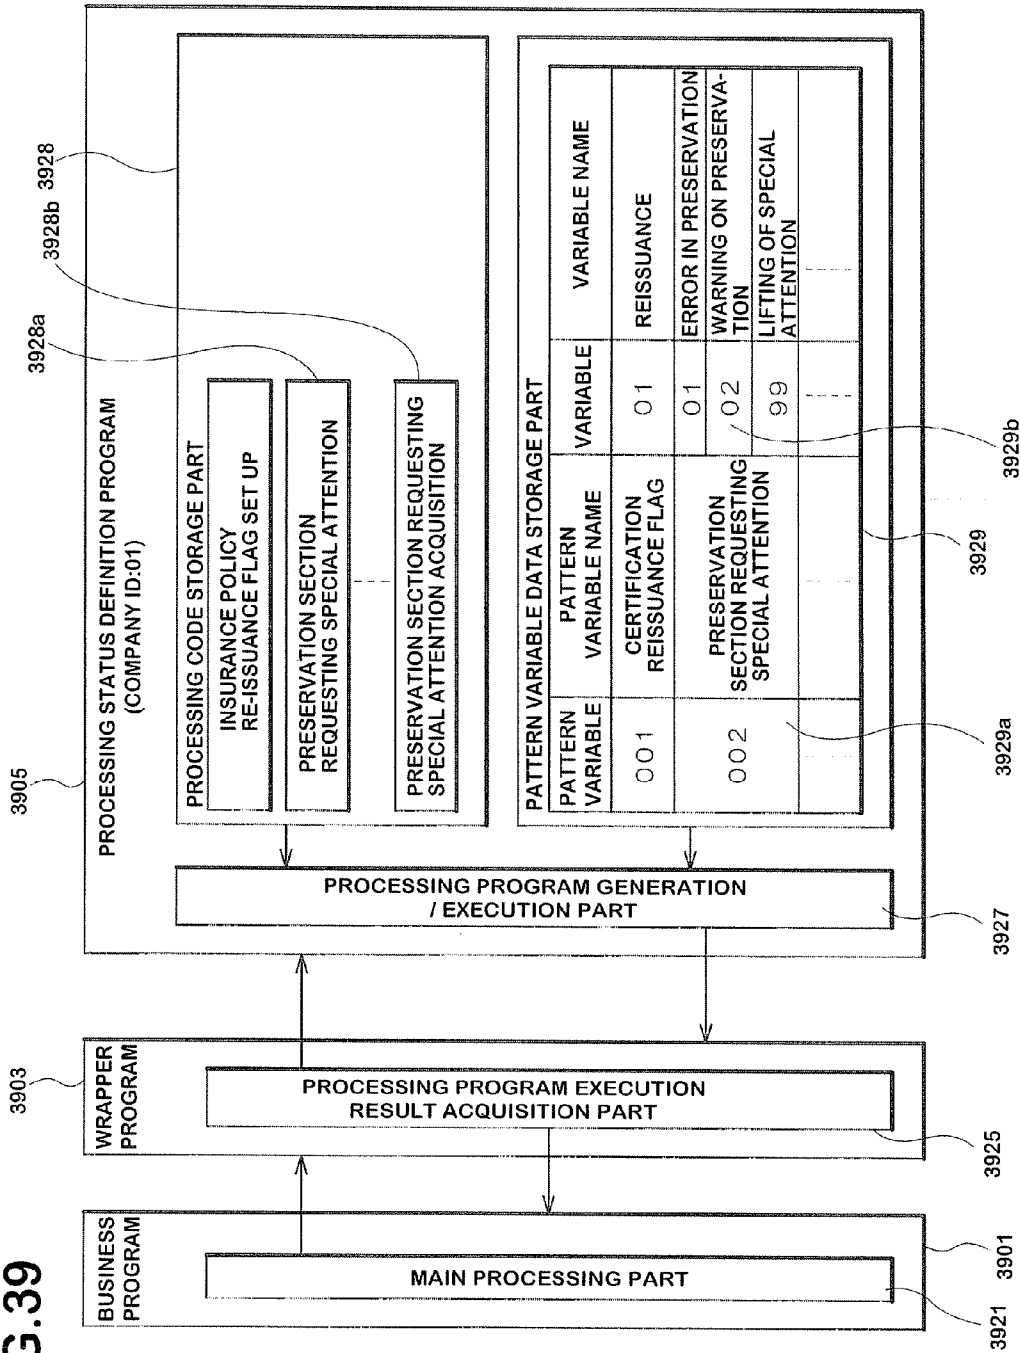 G.39
BUSINESS
PROGRAM
MAIN PROCESSING PART
3921
3901
3903
WRAPPER
PROGRAM
PROCESSING PROGRAM EXECUTION
RESULT ACQUISITION PART
3925
3905
PROCESSING STATUS DEFINITION PROGRAM
(COMPANY ID:01)
PROCESSING PROGRAM GENERATION
/ EXECUTION PART
3927
3928a
3928b
3928
PROCESSING CODE STORAGE PART
INSURANCE POLICY
RE-ISSUANCE FLAG SET UP
PRESERVATION SECTION
REQUESTING SPECIAL ATTENTION
PRESERVATION SECTION REQUESTING
SPECIAL ATTENTION ACQUISITION
PATTERN VARIABLE DATA STORAGE PART
PATTERN
VARIABLE
PATTERN
VARIABLE NAME
VARIABLE
VARIABLE NAME
001
CERTIFICATION
REISSUANCE FLAG
01
REISSUANCE
002
PRESERVATION
SECTION REQUESTING
SPECIAL ATTENTION
01
ERROR IN PRESERVATION
02
WARNING ON PRESERVA-
TION
99
LIFTING OF SPECIAL
ATTENTION
3929a
3929
3929b